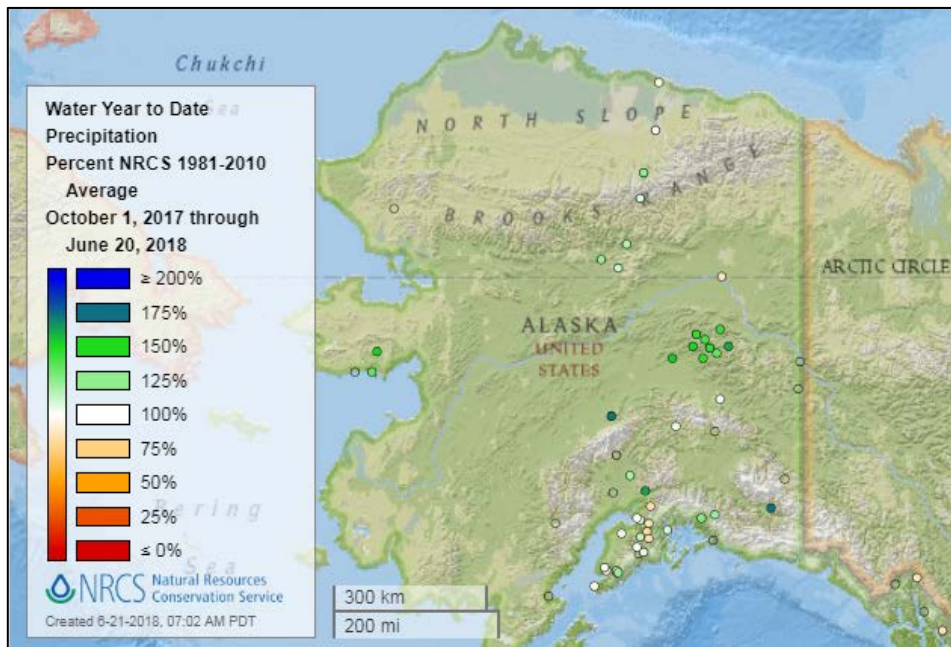 Chukchi
Sea
Water Year to Date
Precipitation
Percent NRCS 1981-2010
Average
October 1, 2017 through
June 20, 2018
≥ 200%
175%
150%
125%
100%
75%
50%
25%
≤ 0%
NRCS Natural Resources
Conservation Service
Created 6-21-2018, 07:02 AM PDT
NORTH SLOPE
BROOKS RANGE
ARCTIC CIRCLE
ALASKA
UNITED
STATES
Bering
Sea
300 km
200 mi